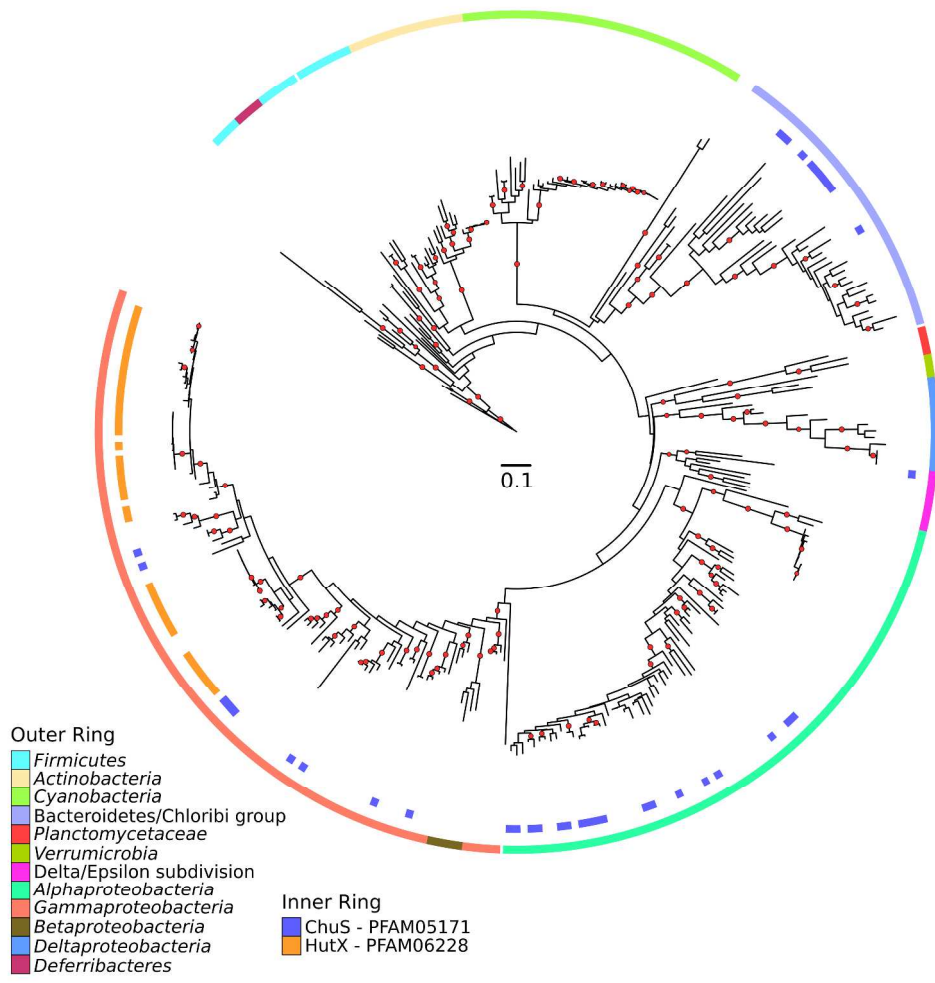 0.1
Outer Ring
Firmicutes
Actinobacteria
Cyanobacteria
Bacteroidetes/Chloribi group
Planctomycetaceae
Verrumicrobia
Delta/Epsilon subdivision
Alphaproteobacteria
Gammaproteobacteria
Betaproteobacteria
Deltaproteobacteria
Deferribacteres
Inner Ring
ChuS - PFAM05171
HutX - PFAM06228